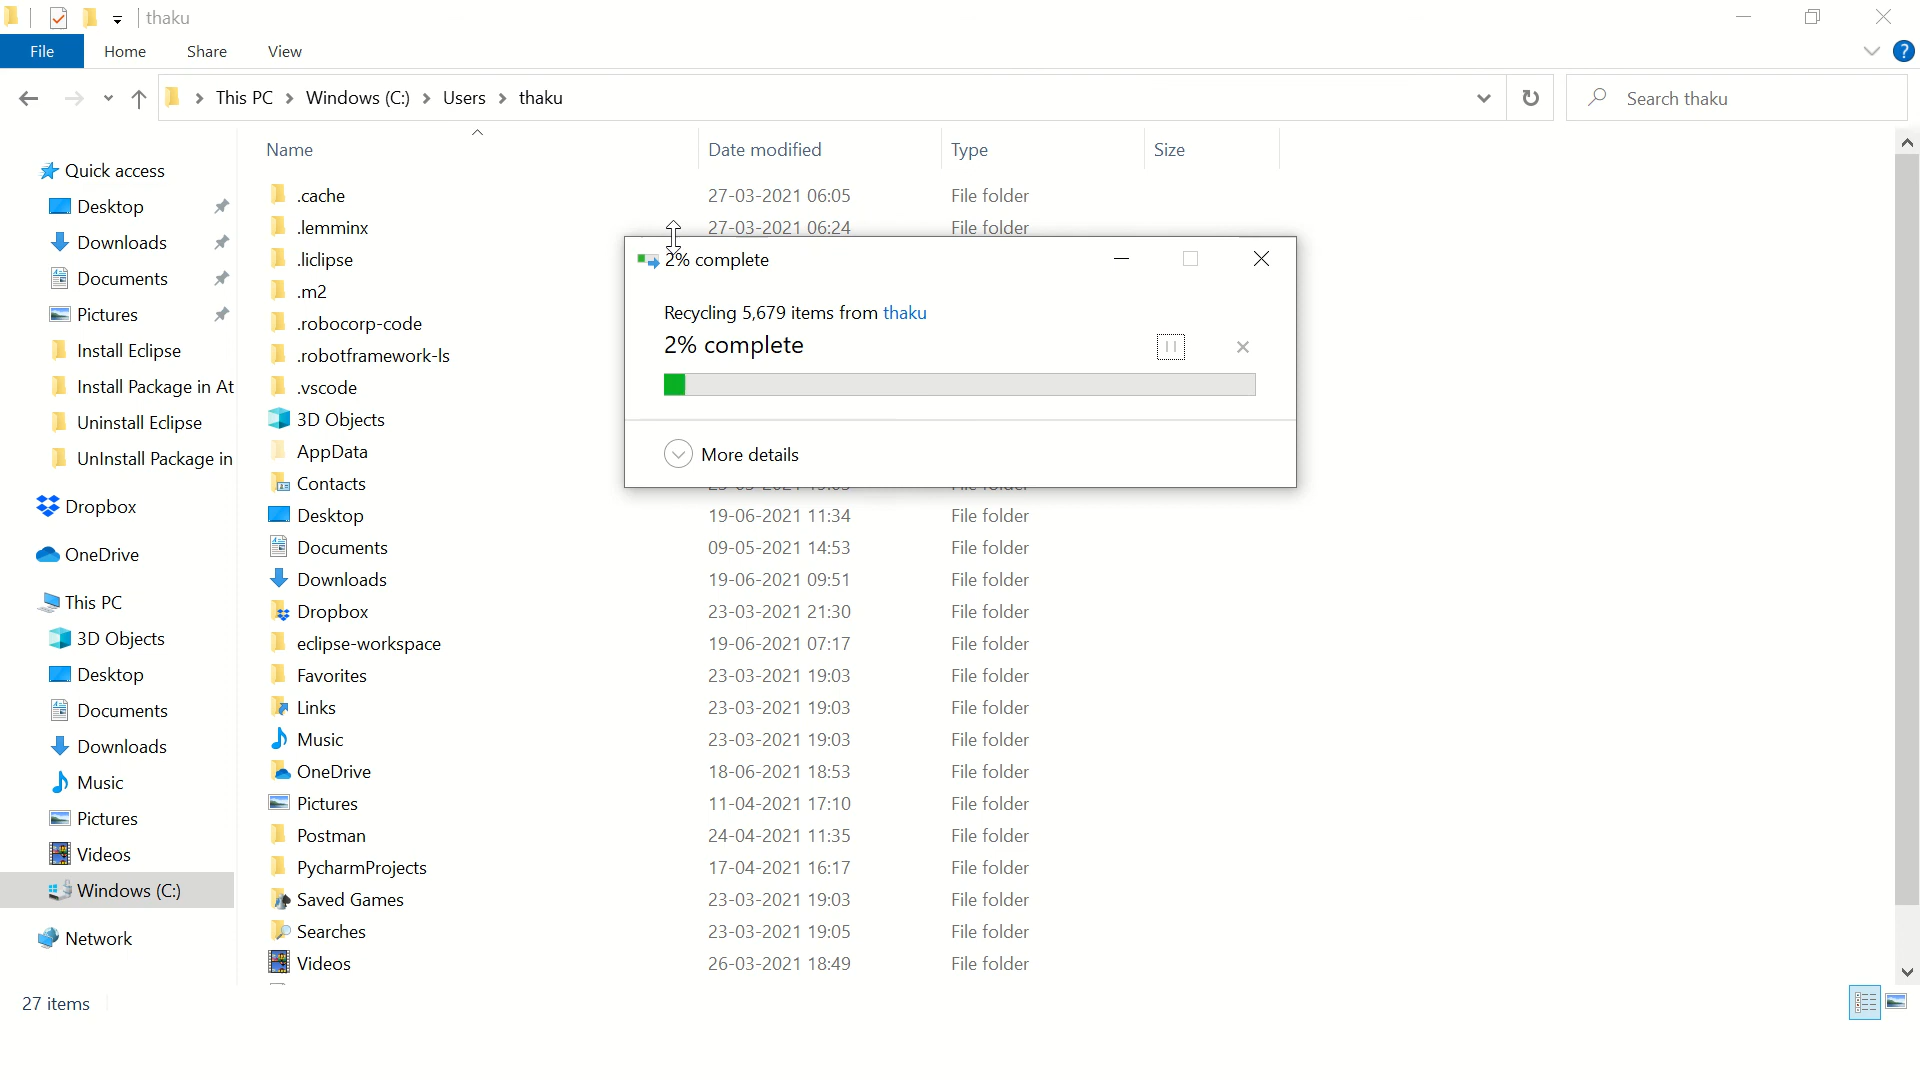 thaku
File Home Share View
This PC Windows (C:) Users thaku
Search thaku
Name Date modified Type Size
Quick access
Desktop
Downloads
Documents
Pictures
Install Eclipse
Install Package in At
Uninstall Eclipse
UnInstall Package in
Dropbox
OneDrive
This PC
3D Objects
Desktop
Documents
Downloads
Music
Pictures
Videos
Windows (C:)
Network
.cache 27-03-2021 06:05 File folder
.lemminx 27-03-2021 06:24 File folder
.liclipse
.m2
.robocorp-code
.robotframework-ls
.vscode
3D Objects
AppData
Contacts
Desktop 19-06-2021 11:34 File folder
Documents 09-05-2021 14:53 File folder
Downloads 19-06-2021 09:51 File folder
Dropbox 23-03-2021 21:30 File folder
eclipse-workspace 19-06-2021 07:17 File folder
Favorites 23-03-2021 19:03 File folder
Links 23-03-2021 19:03 File folder
Music 23-03-2021 19:03 File folder
OneDrive 18-06-2021 18:53 File folder
Pictures 11-04-2021 17:10 File folder
Postman 24-04-2021 11:35 File folder
PycharmProjects 17-04-2021 16:17 File folder
Saved Games 23-03-2021 19:03 File folder
Searches 23-03-2021 19:05 File folder
Videos 26-03-2021 18:49 File folder
2% complete
Recycling 5,679 items from thaku
2% complete
More details
27 items